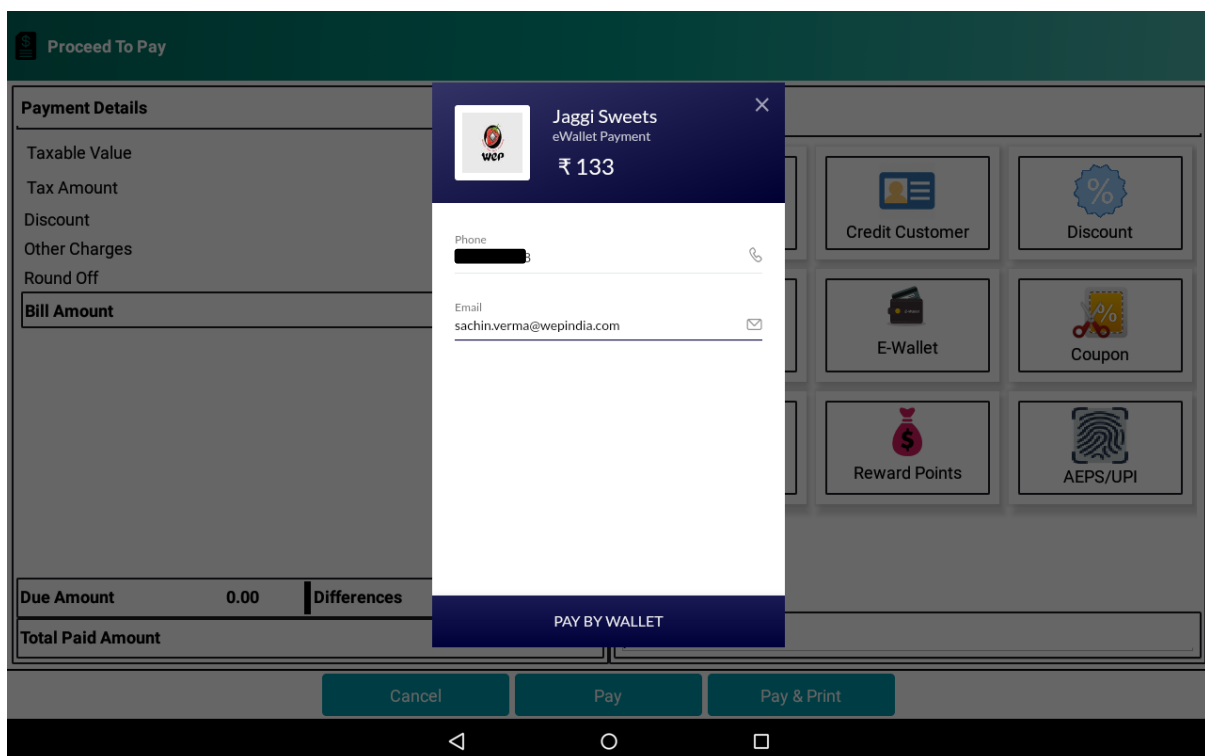 Proceed To Pay
Payment Details
Taxable Value
Tax Amount
Discount
Other Charges
Round Off
Bill Amount
Due Amount 0.00 Differences
Total Paid Amount
wep
Jaggi Sweets
eWallet Payment
₹ 133
Phone
8
Email
sachin.verma@wepindia.com
PAY BY WALLET
Credit Customer
Discount
E-Wallet
Coupon
Reward Points
AEPS/UPI
Cancel
Pay
Pay & Print